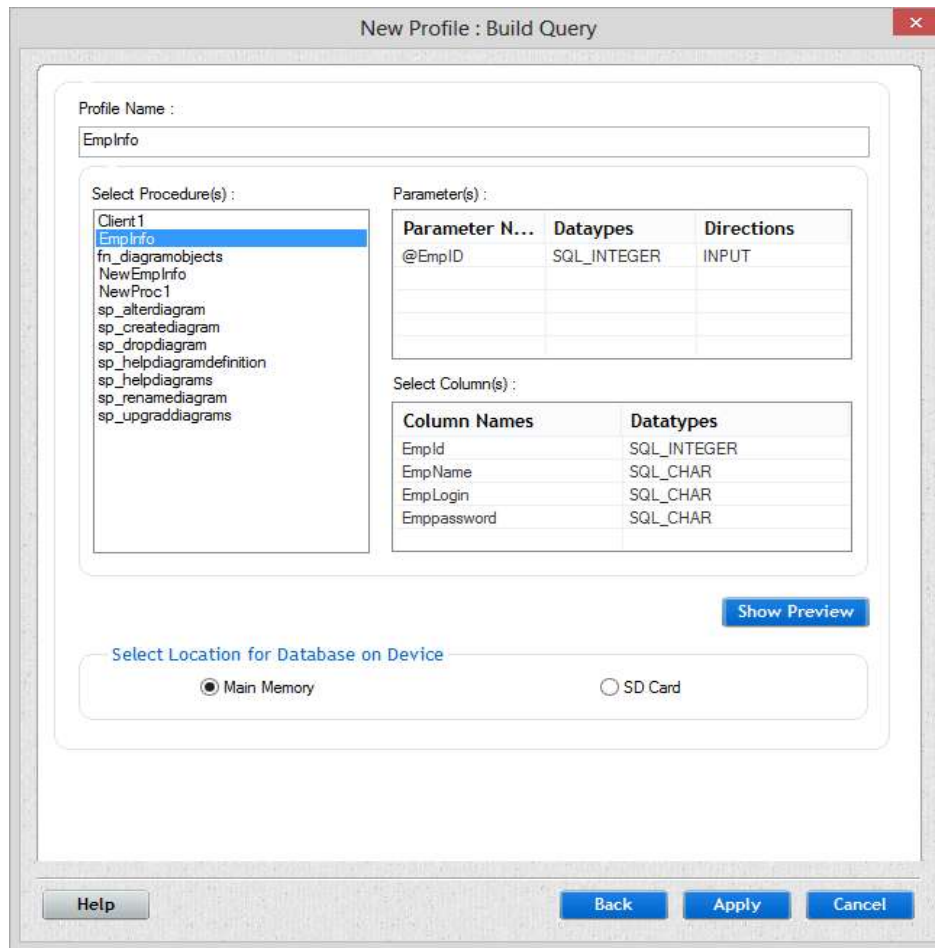 New Profile : Build Query
Profile Name :
EmpInfo
Select Procedure(s) :
Client1
EmpInfo
fn_diagramobjects
NewEmpInfo
NewProc1
sp_alterdiagram
sp_creatediagram
sp_dropdiagram
sp_helpdiagramdefinition
sp_helpdiagrams
sp_renamediagram
sp_upgraddiagrams
Parameter(s) :
Parameter N... Dataypes Directions
@EmpID SQL_INTEGER INPUT
Select Column(s) :
Column Names Datatypes
EmpId SQL_INTEGER
EmpName SQL_CHAR
EmpLogin SQL_CHAR
Emppassword SQL_CHAR
Show Preview
Select Location for Database on Device
Main Memory SD Card
Help Back Apply Cancel